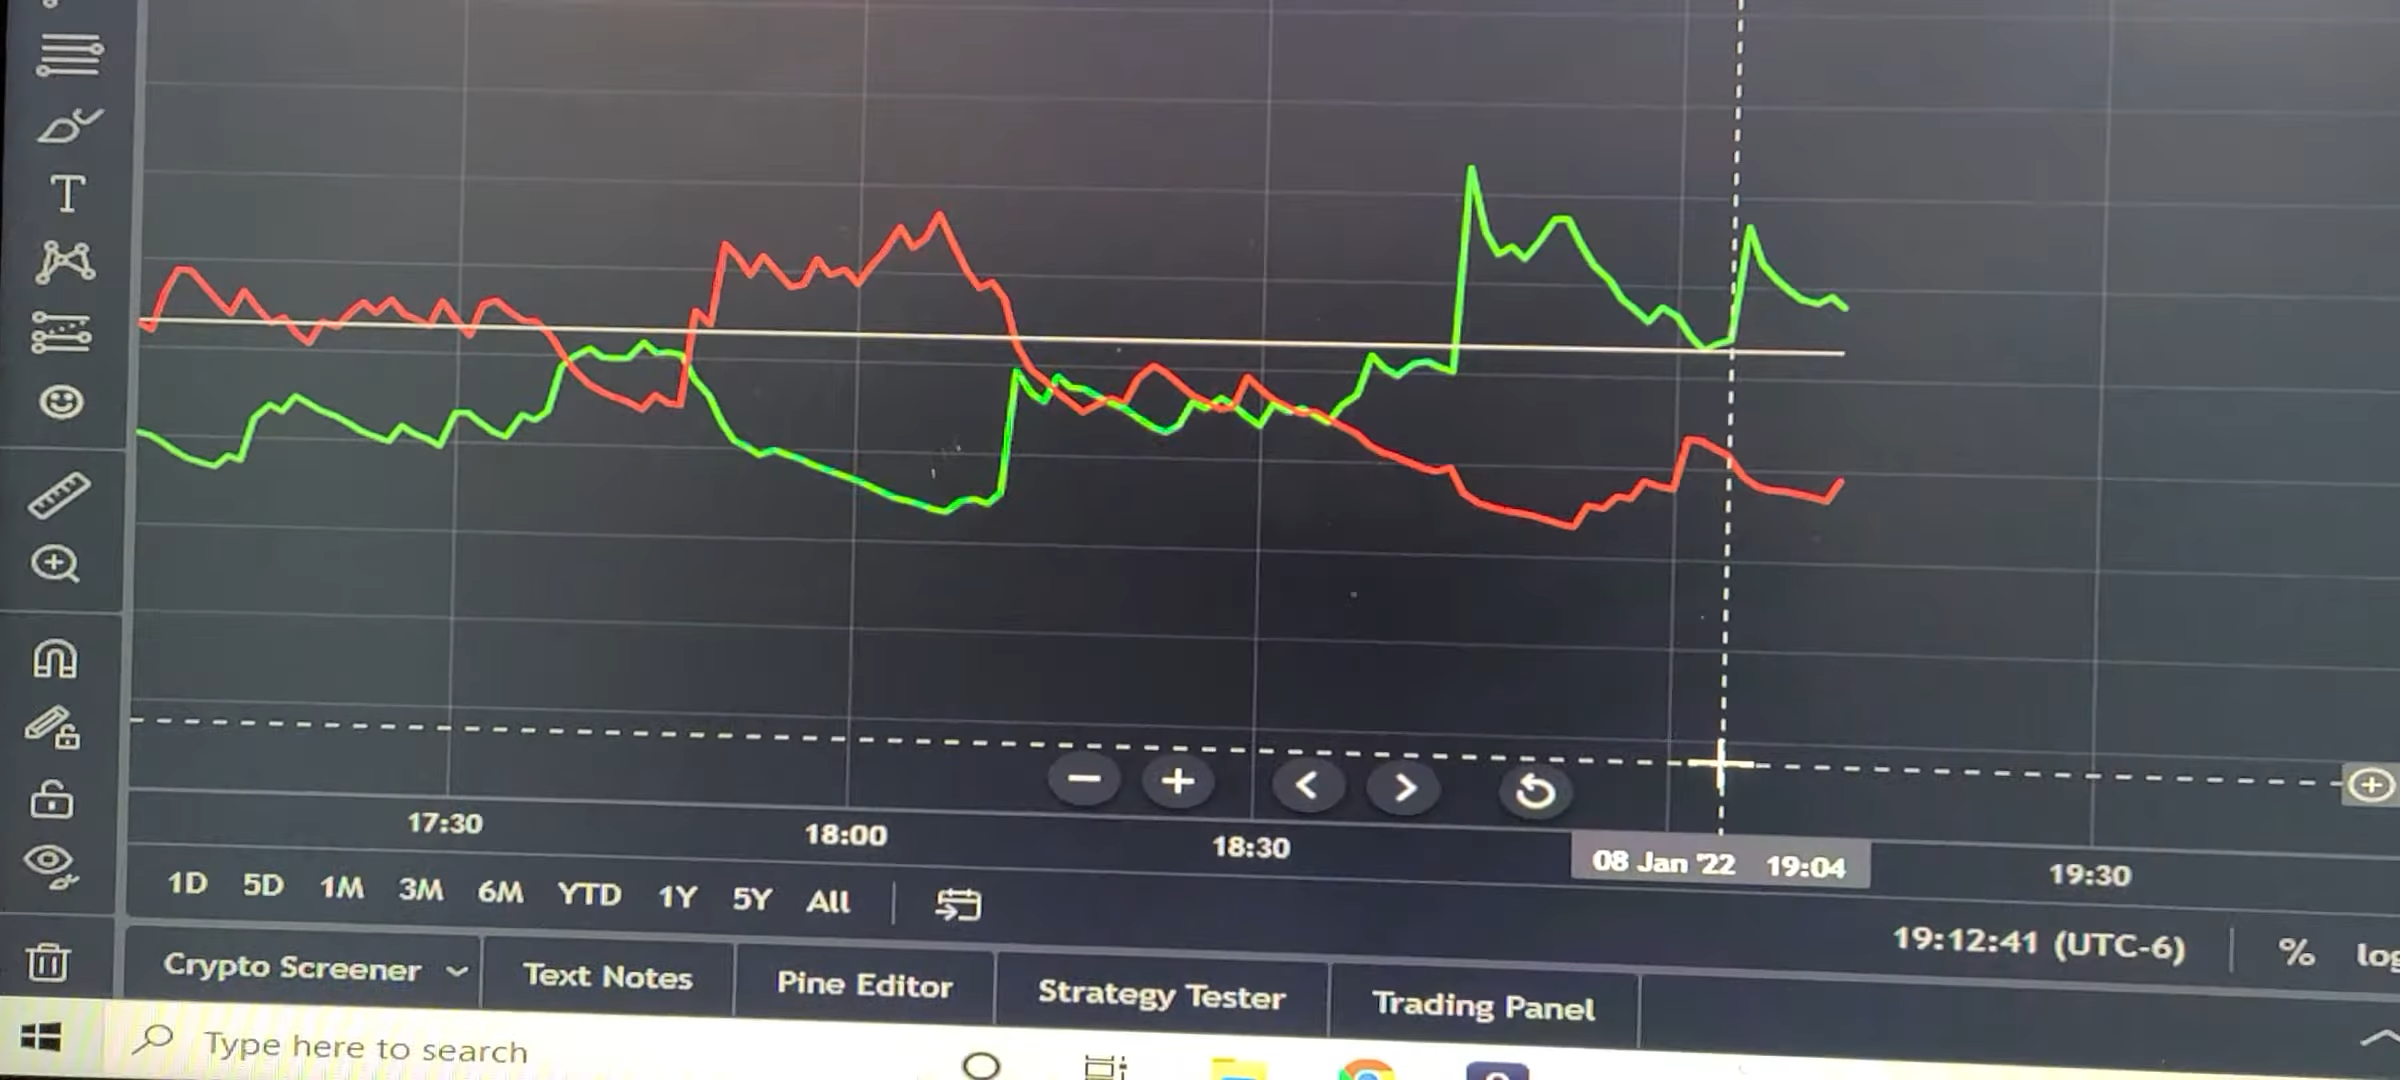 T
17:30 18:00 18:30 08 Jan '22 19:04 19:30
1D 5D 1M 3M 6M YTD 1Y 5Y All
19:12:41 (UTC-6) %
Crypto Screener Text Notes Pine Editor Strategy Tester Trading Panel
Type here to search